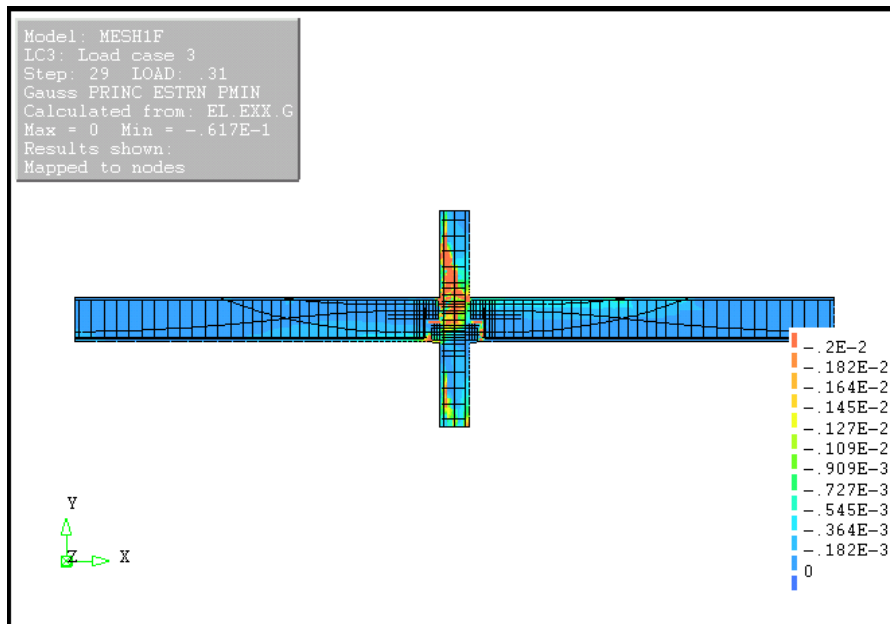 Model: MESH1F
LC3: Load case 3
Step: 29 LOAD: .31
Gauss PRINC ESTRN PMIN
Calculated from: EL.EXX.G
Max = 0 Min = -.617E-1
Results shown:
Mapped to nodes
-.2E-2
-.182E-2
-.164E-2
-.145E-2
-.127E-2
-.109E-2
-.909E-3
-.727E-3
-.545E-3
-.364E-3
-.182E-3
0
Y
Z X